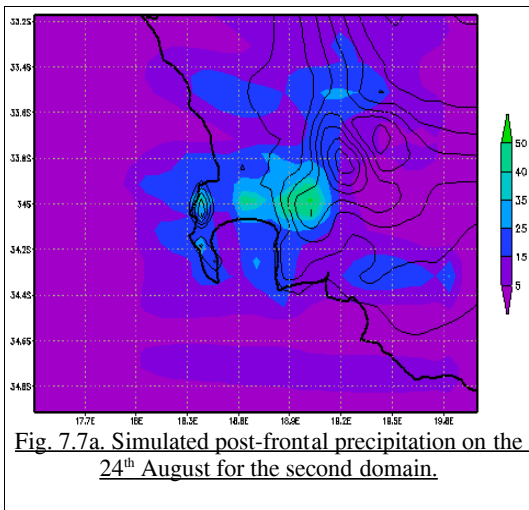 33.2S
33.4S
33.6S
33.8S
34S
34.2S
34.4S
34.6S
34.8S
17.7E 18E 18.3E 18.6E 18.9E 19.2E 19.5E 19.8E
50
40
35
25
15
5
Fig. 7.7a. Simulated post-frontal precipitation on the
24th August for the second domain.